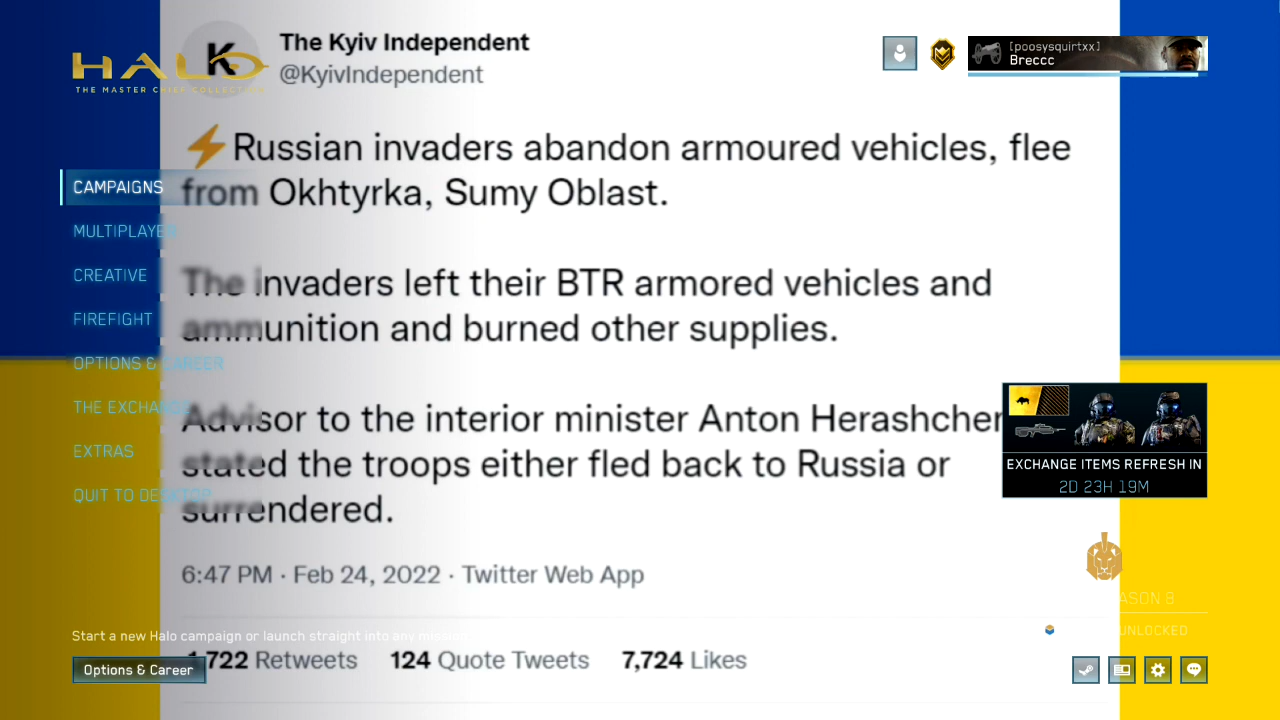 HALO
THE MASTER CHIEF COLLECTION
K
The Kyiv Independent
@KyivIndependent
[poosysquirtxx]
Breccc
⚡Russian invaders abandon armoured vehicles, flee
from Okhtyrka, Sumy Oblast.
The invaders left their BTR armored vehicles and
ammunition and burned other supplies.
Advisor to the interior minister Anton Herashchen
stated the troops either fled back to Russia or
surrendered.
6:47 PM · Feb 24, 2022 · Twitter Web App
1,722 Retweets 124 Quote Tweets 7,724 Likes
CAMPAIGNS
MULTIPLAYER
CREATIVE
FIREFIGHT
OPTIONS & CAREER
THE EXCHANGE
EXTRAS
QUIT TO DESKTOP
EXCHANGE ITEMS REFRESH IN
2D 23H 19M
ASON 8
UNLOCKED
Start a new Halo campaign or launch straight into any mission
Options & Career